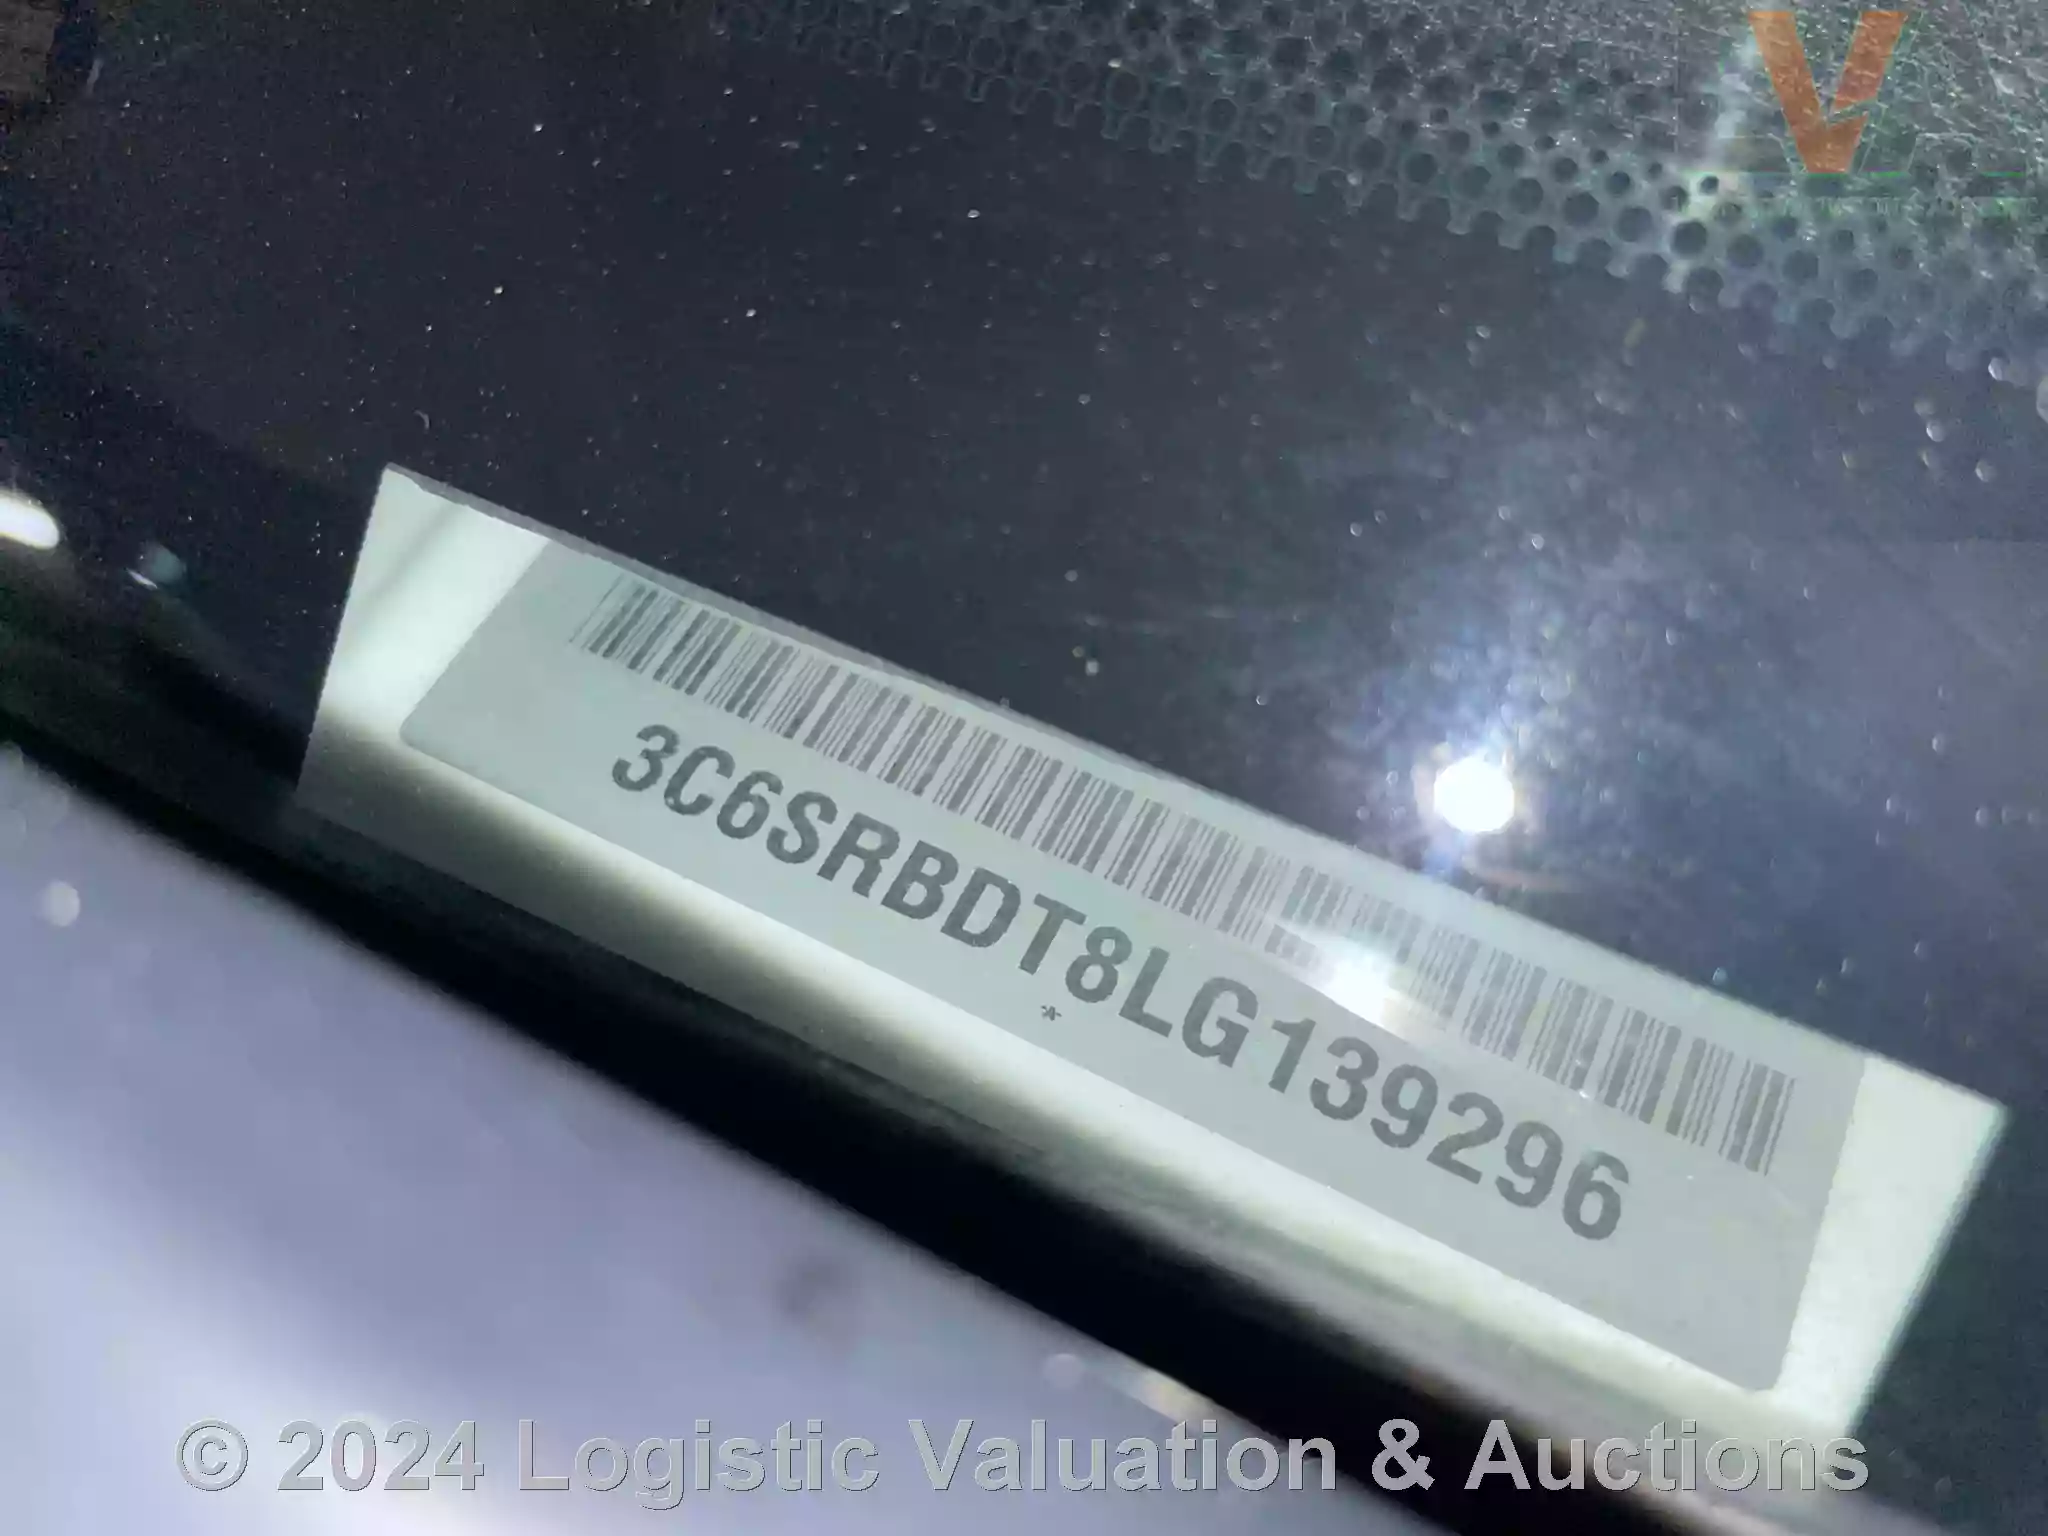 V
3C6SRBDT8LG139296
© 2024 Logistic Valuation & Auctions